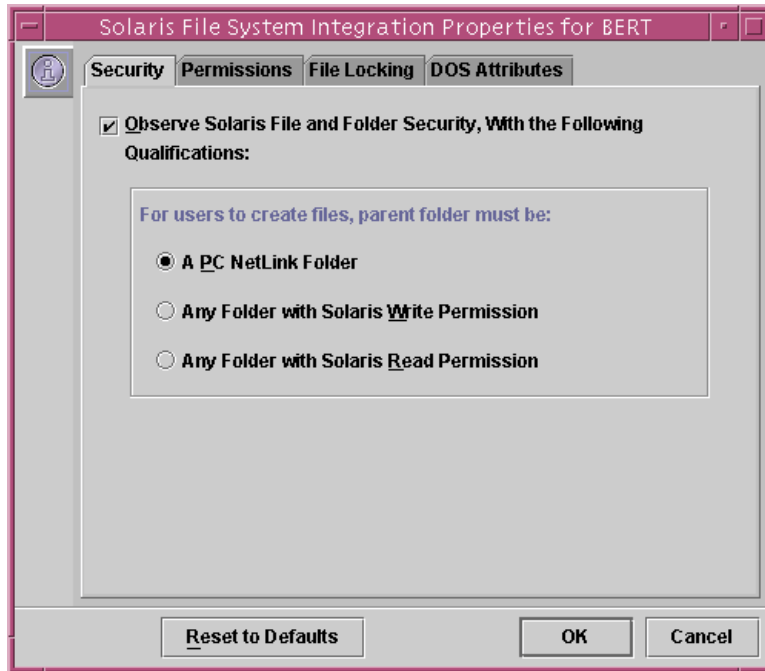 Solaris File System Integration Properties for BERT
Security Permissions File Locking DOS Attributes
Observe Solaris File and Folder Security, With the Following
Qualifications:
For users to create files, parent folder must be:
A PC NetLink Folder
Any Folder with Solaris Write Permission
Any Folder with Solaris Read Permission
Reset to Defaults OK Cancel